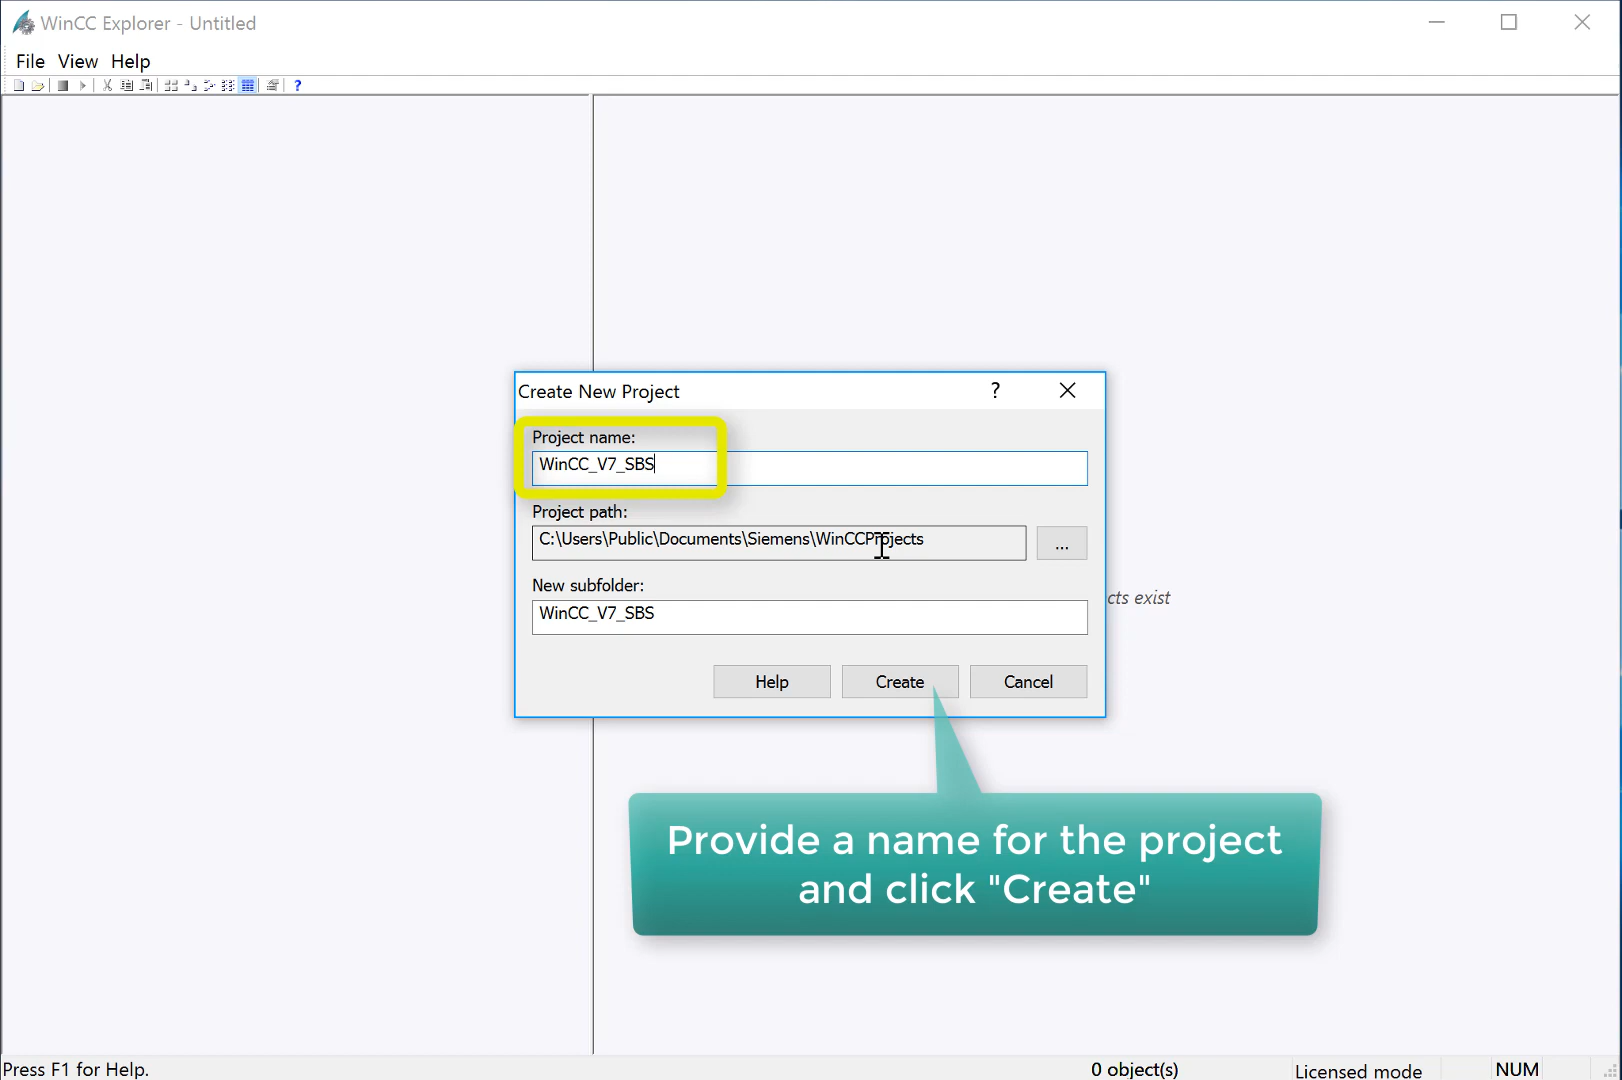 WinCC Explorer - Untitled
File View Help
?
Create New Project
?
Project name:
WinCC_V7_SBS
Project path:
C:\Users\Public\Documents\Siemens\WinCCProjects
...
New subfolder:
cts exist
WinCC_V7_SBS
Help
Create
Cancel
Provide a name for the project
and click "Create"
Press F1 for Help.
0 object(s)
Licensed mode
NUM